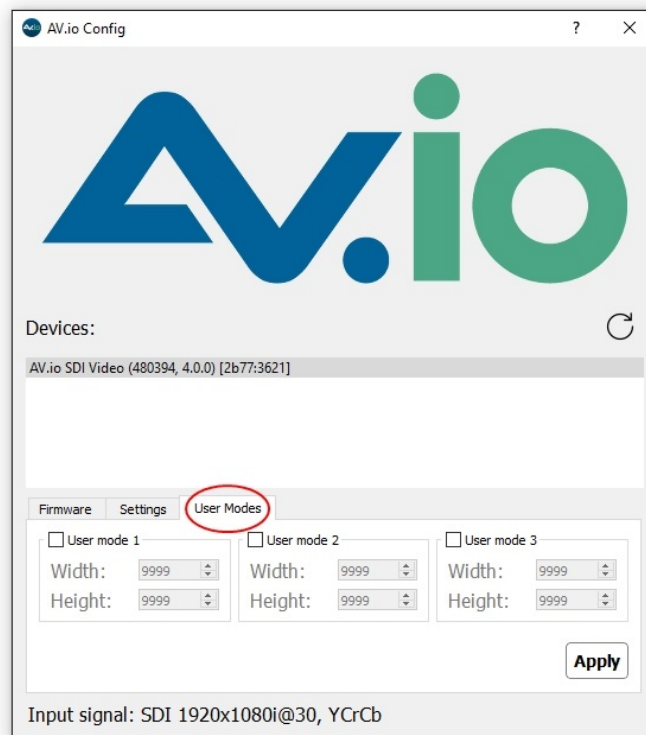 AV.io Config
? ×
AV.io
Devices:
AV.io SDI Video (480394, 4.0.0) [2b77:3621]
Firmware Settings User Modes
User mode 1 User mode 2 User mode 3
Width: 9999 Width: 9999 Width: 9999
Height: 9999 Height: 9999 Height: 9999
Apply
Input signal: SDI 1920x1080i@30, YCrCb